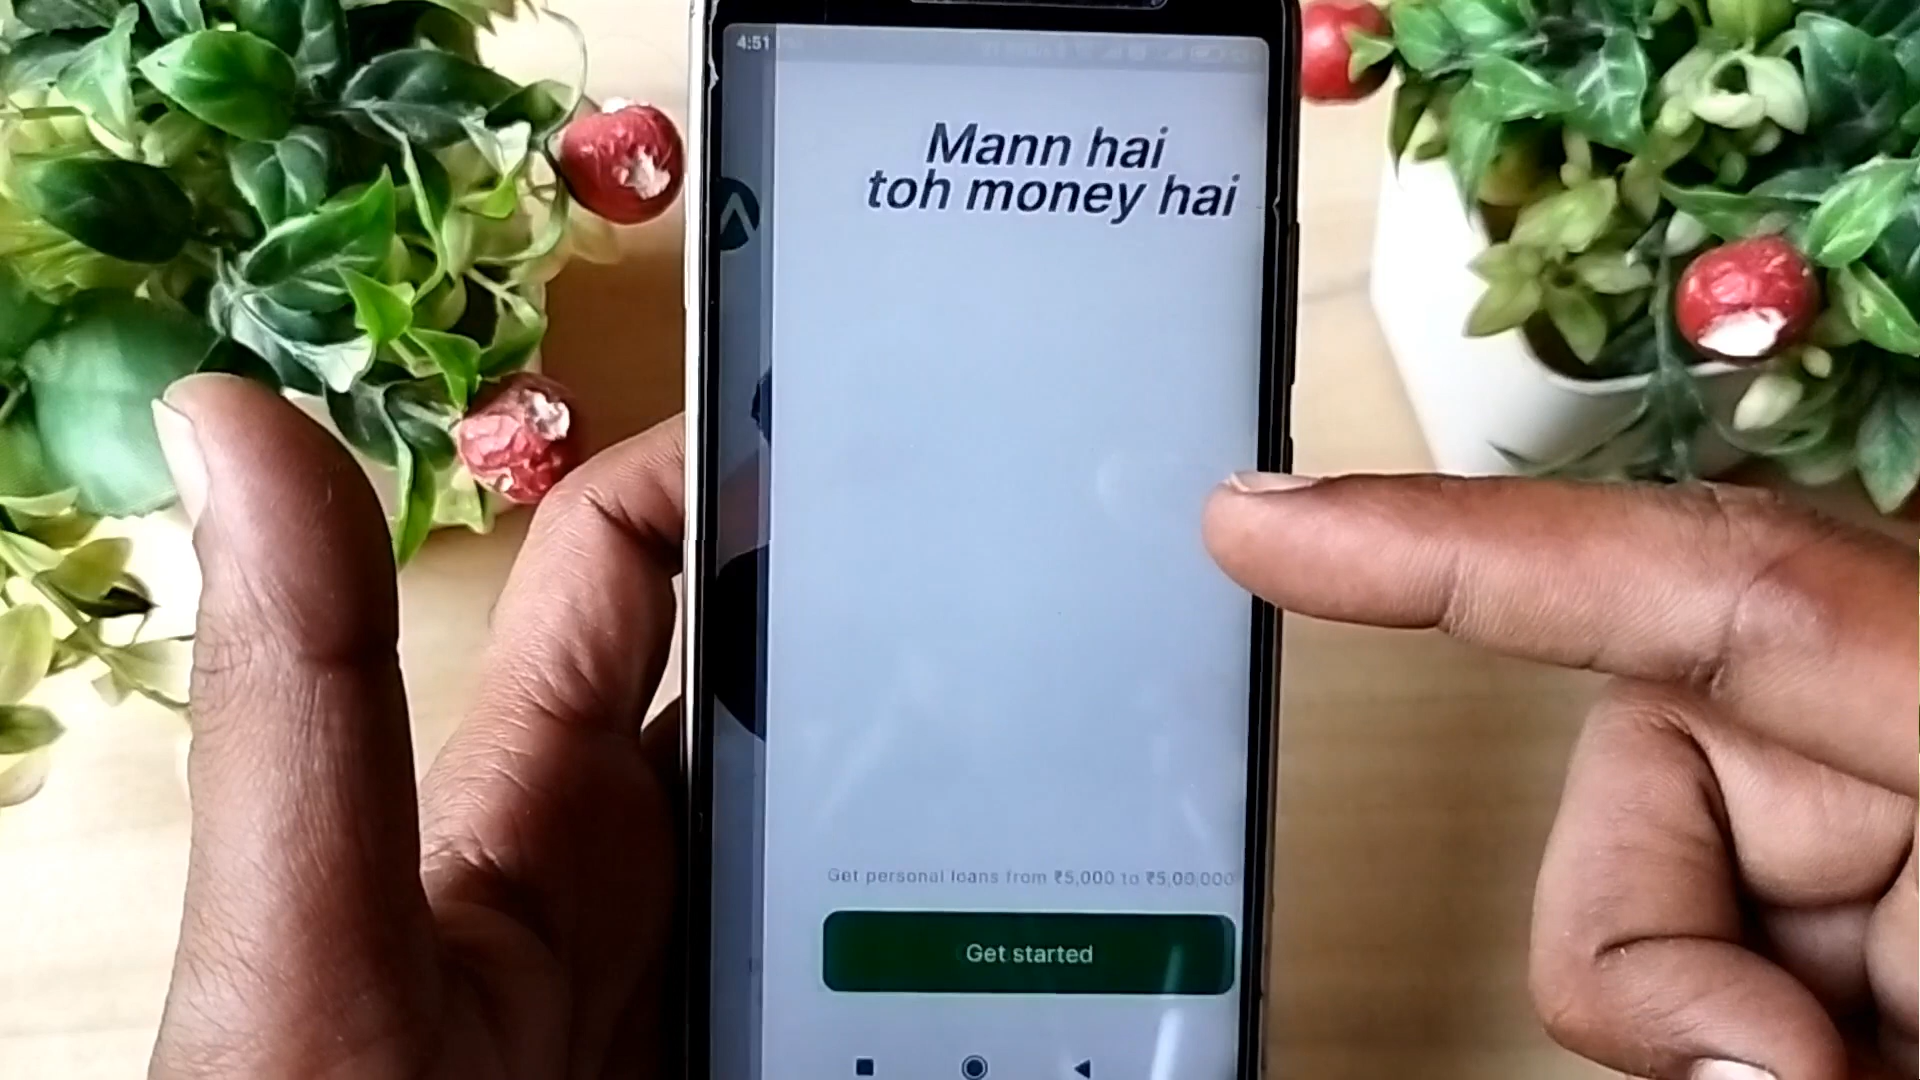 4:51
Mann hai
toh money hai
Get personal loans from ₹5,000 to ₹5,00,000
Get started